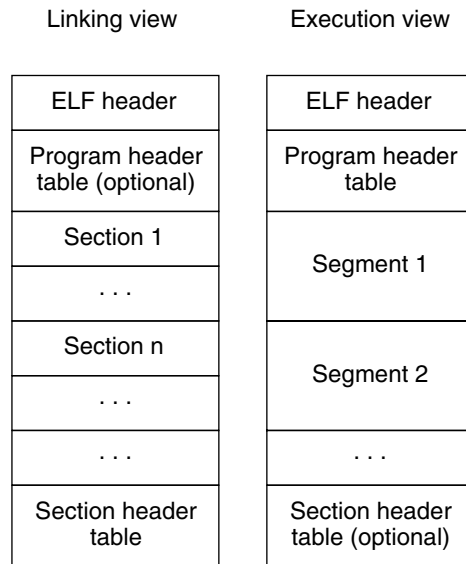 Linking view
ELF header
Program header
table (optional)
Section 1
. . .
Section n
. . .
. . .
Section header
table
Execution view
ELF header
Program header
table
Segment 1
Segment 2
. . .
Section header
table (optional)